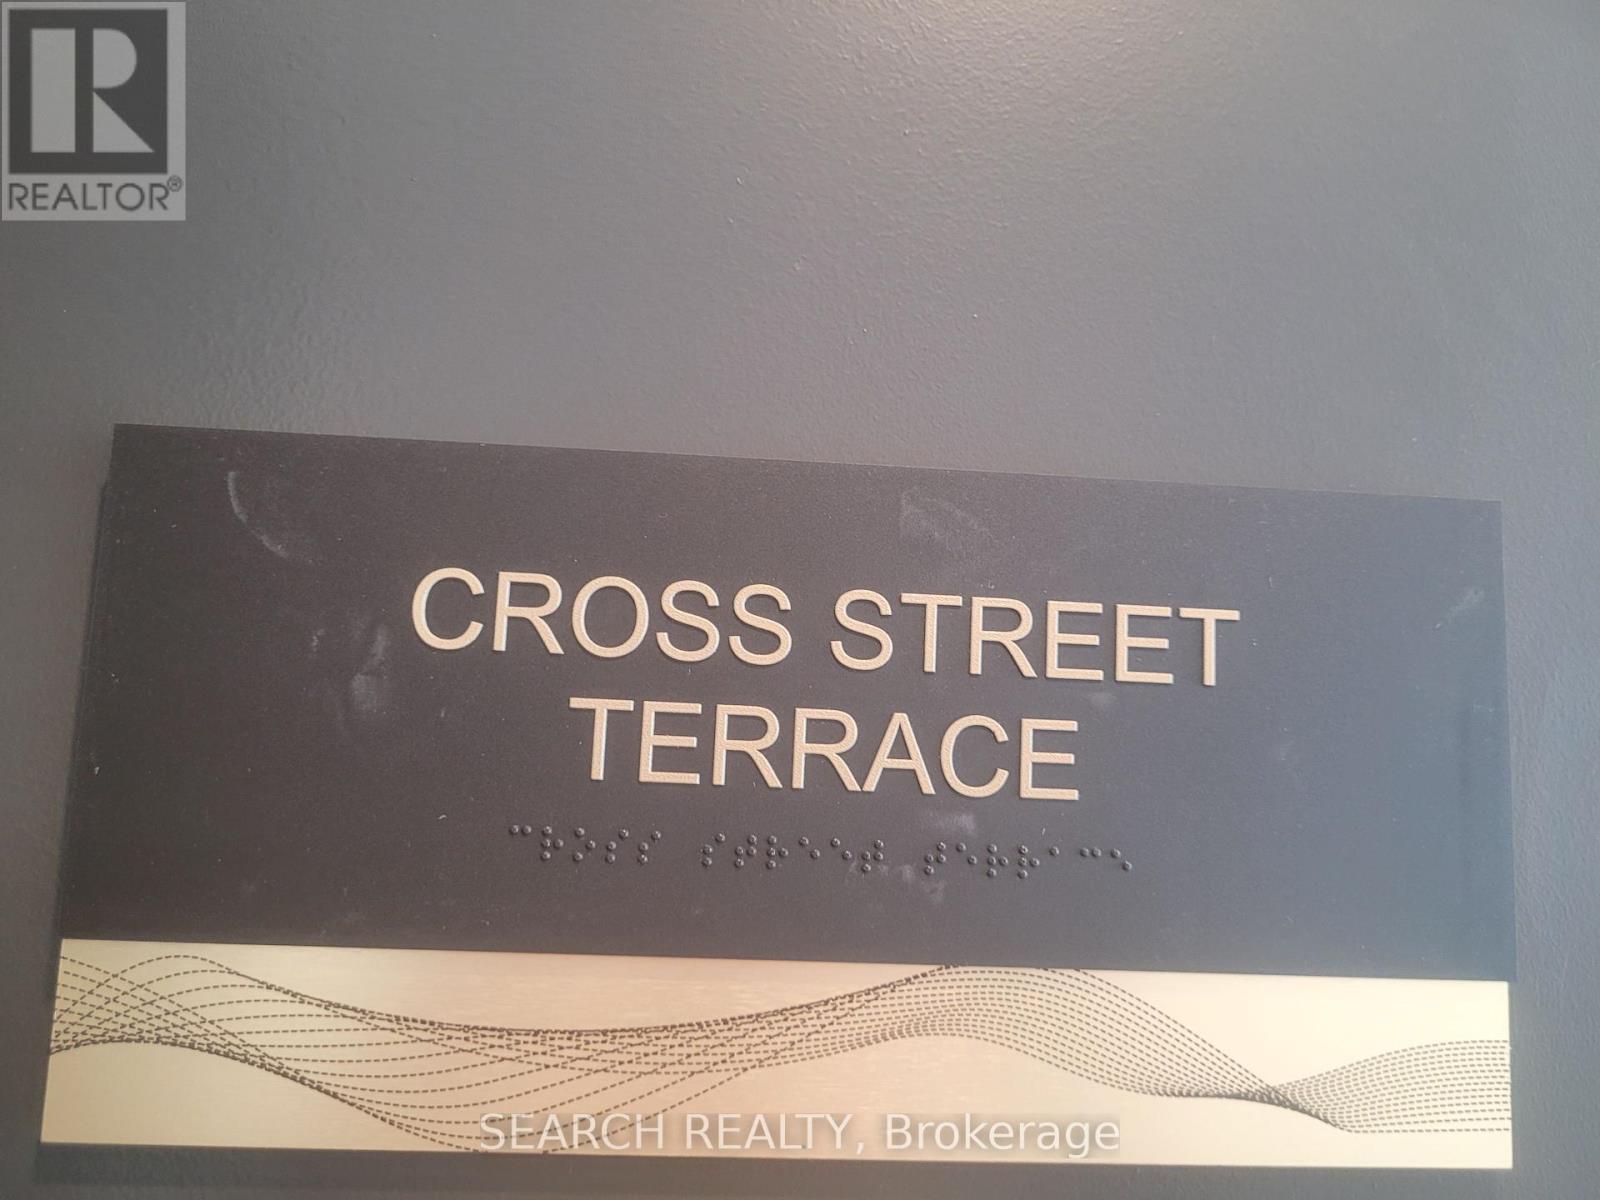 REALTOR®
CROSS STREET
TERRACE
⠉⠗⠕⠎⠎ ⠎⠞⠗⠑⠑⠞ ⠞⠑⠗⠗⠁⠉⠑
SEARCH REALTY, Brokerage